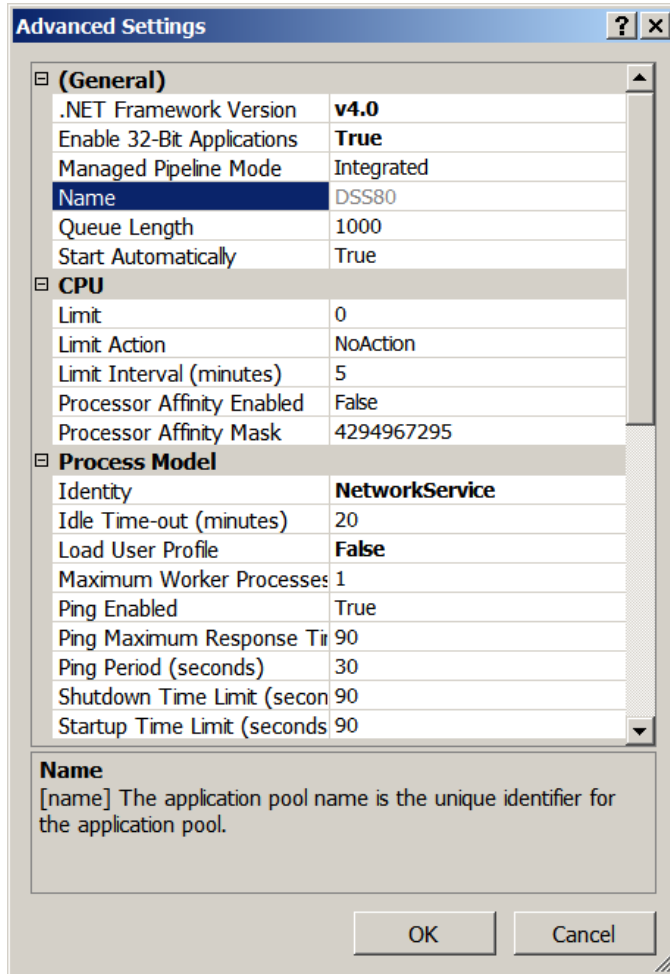 Advanced Settings
(General)
.NET Framework Version v4.0
Enable 32-Bit Applications True
Managed Pipeline Mode Integrated
Name DSS80
Queue Length 1000
Start Automatically True
CPU
Limit 0
Limit Action NoAction
Limit Interval (minutes) 5
Processor Affinity Enabled False
Processor Affinity Mask 4294967295
Process Model
Identity NetworkService
Idle Time-out (minutes) 20
Load User Profile False
Maximum Worker Processes 1
Ping Enabled True
Ping Maximum Response Tir 90
Ping Period (seconds) 30
Shutdown Time Limit (secon 90
Startup Time Limit (seconds 90
Name
[name] The application pool name is the unique identifier for
the application pool.
OK Cancel